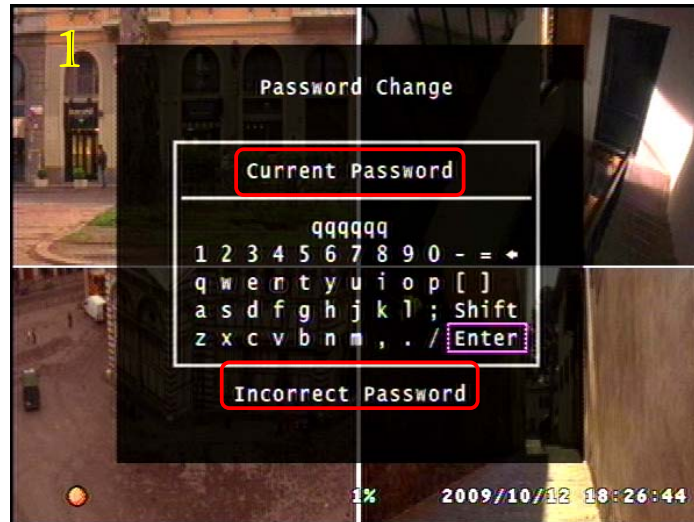 1
Password Change
Current Password
qqqqqq
1 2 3 4 5 6 7 8 9 0 - = ←
q w e r t y u i o p [ ]
a s d f g h j k l ; Shift
z x c v b n m , . / Enter
Incorrect Password
1% 2009/10/12 18:26:44